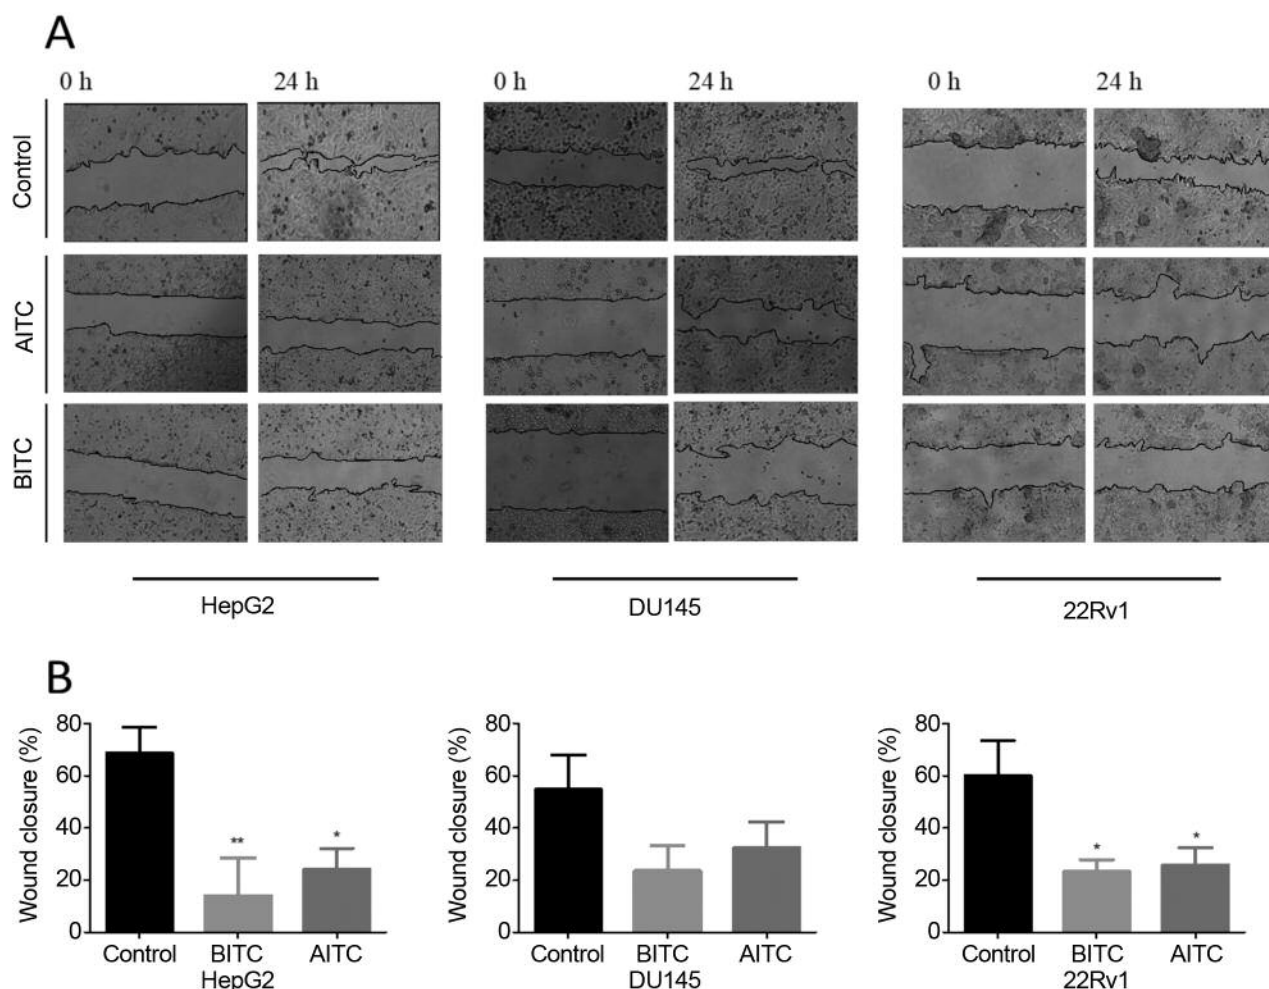 A
0 h 24 h 0 h 24 h 0 h 24 h
Control
AITC
BITC
HepG2 DU145 22Rv1
B
Wound closure (%)
80
60
40
20
0
** *
Control BITC AITC
HepG2
Wound closure (%)
80
60
40
20
0
Control BITC AITC
DU145
Wound closure (%)
80
60
40
20
0
* *
Control BITC AITC
22Rv1